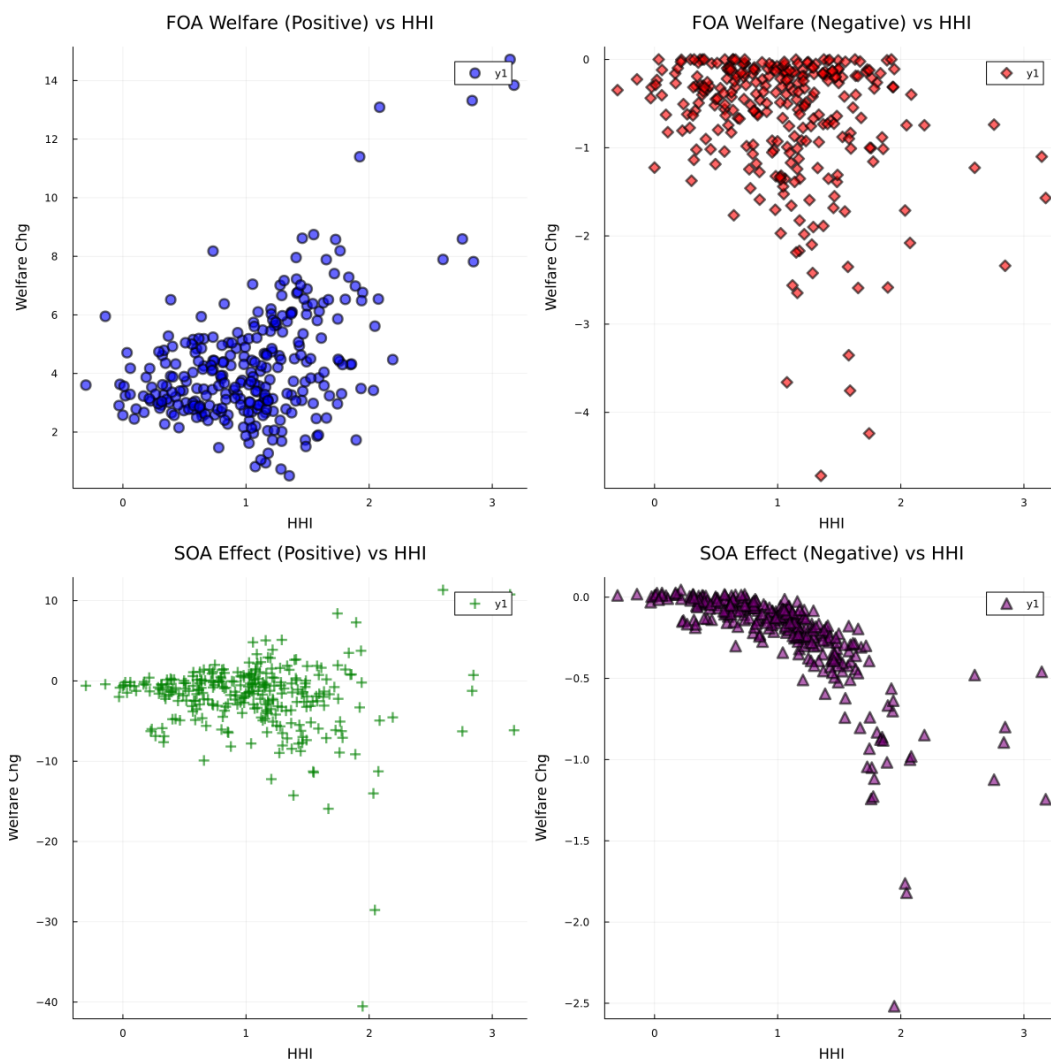 FOA Welfare (Positive) vs HHI
y1
14
12
10
8
6
4
2
Welfare Chg
0
1
2
3
HHI
FOA Welfare (Negative) vs HHI
y1
0
−1
−2
−3
−4
Welfare Chg
0
1
2
3
HHI
SOA Effect (Positive) vs HHI
y1
10
0
−10
−20
−30
−40
Welfare Chg
0
1
2
3
HHI
SOA Effect (Negative) vs HHI
y1
0.0
−0.5
−1.0
−1.5
−2.0
−2.5
Welfare Chg
0
1
2
3
HHI